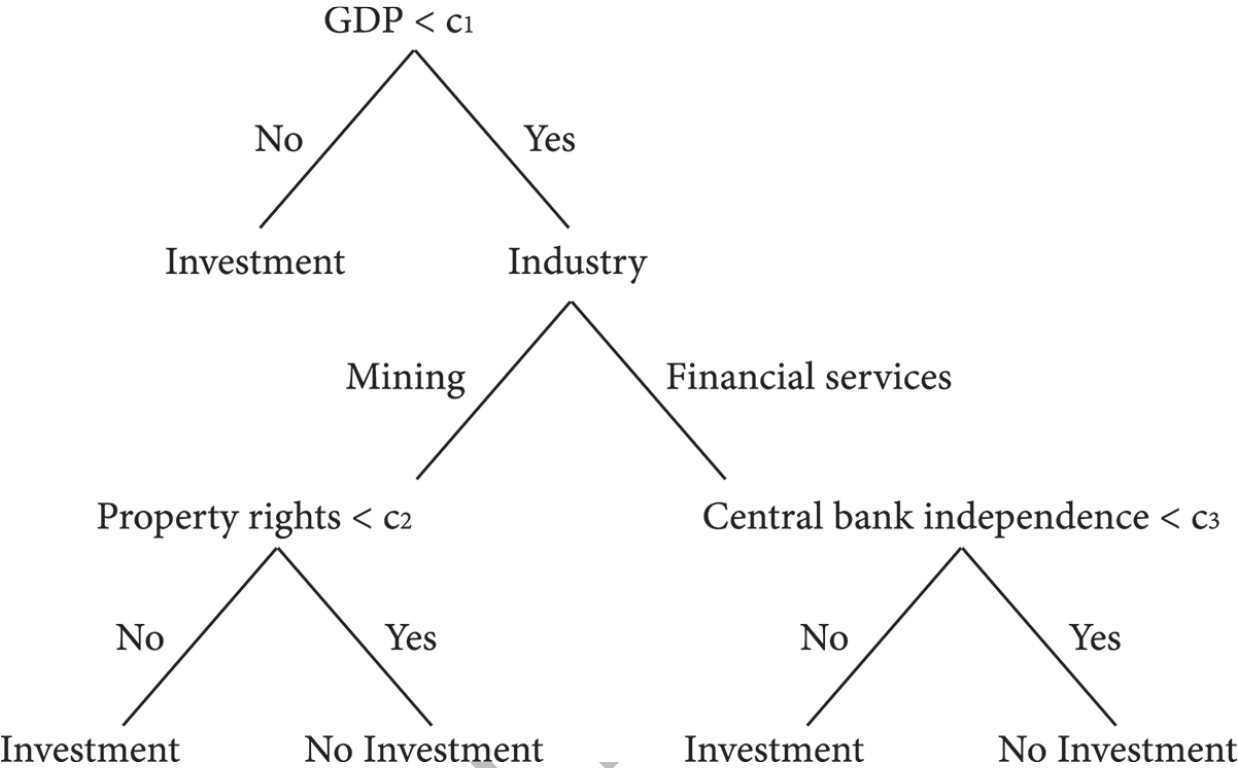 GDP < c1
No
Yes
Investment
Industry
Mining
Financial services
Property rights < c2
Central bank independence < c3
No
Yes
No
Yes
Investment
No Investment
Investment
No Investment